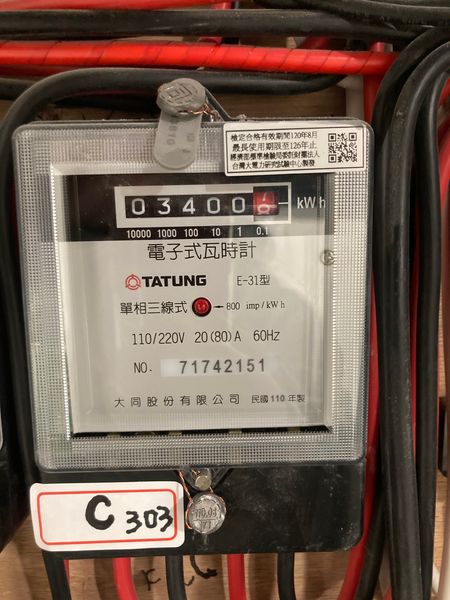 檢定合格有效期間120年8月
最長使用期限至126年止
經濟部標準檢驗局委託財團法人
台灣大電力研究試驗中心製發
03400 kWh
10000 1000 100 10 1 0.1
電子式瓦時計
TATUNG E-31型
單相三線式 800 imp/kWh
110/220V 20(80)A 60Hz
NO. 71742151
大同股份有限公司 民國110年製
C303